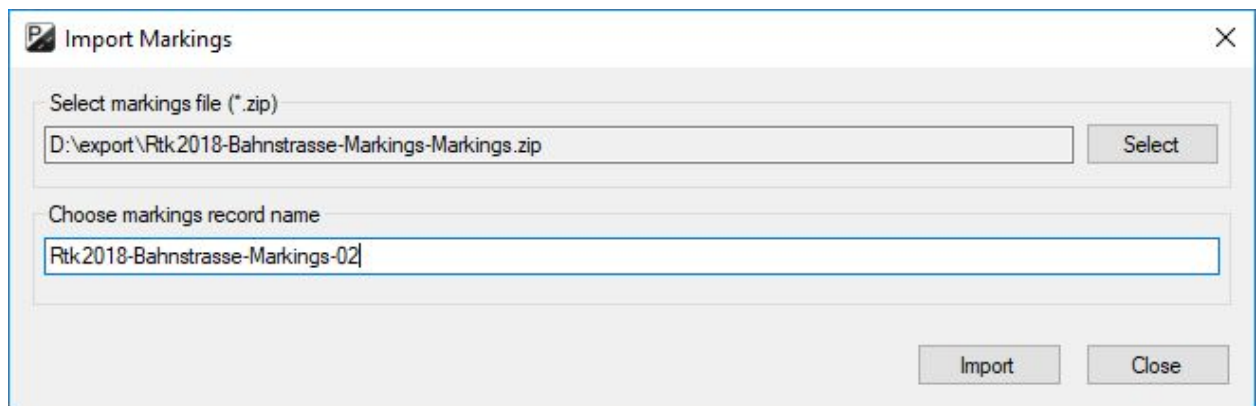 Import Markings
Select markings file (*.zip)
D:\export\Rtk2018-Bahnstrasse-Markings-Markings.zip
Select
Choose markings record name
Rtk2018-Bahnstrasse-Markings-02
Import
Close